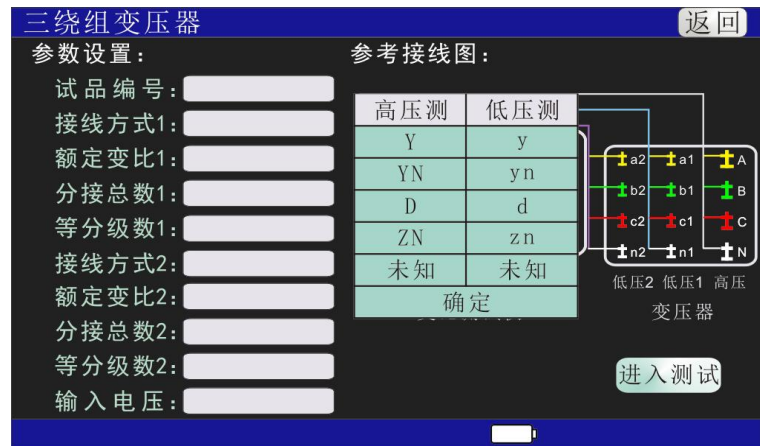 三绕组变压器 返回
参数设置：
试品编号：
接线方式1：
额定变比1：
分接总数1：
等分级数1：
接线方式2：
额定变比2：
分接总数2：
等分级数2：
输入电压：
参考接线图：
高压测 低压测
Y y
YN yn
D d
ZN zn
未知 未知
确定
a2 a1 A
b2 b1 B
c2 c1 C
n2 n1 N
低压2 低压1 高压
变压器
进入测试